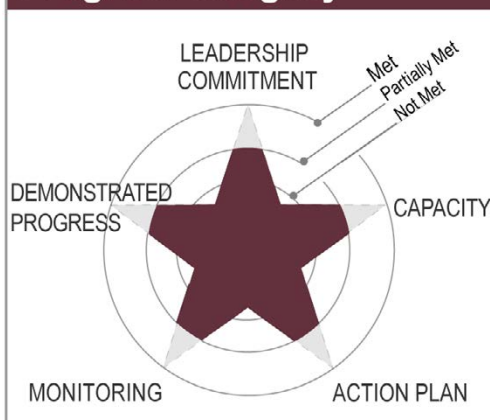 LEADERSHIP
COMMITMENT
Met
Partially Met
Not Met
DEMONSTRATED
PROGRESS
CAPACITY
MONITORING
ACTION PLAN